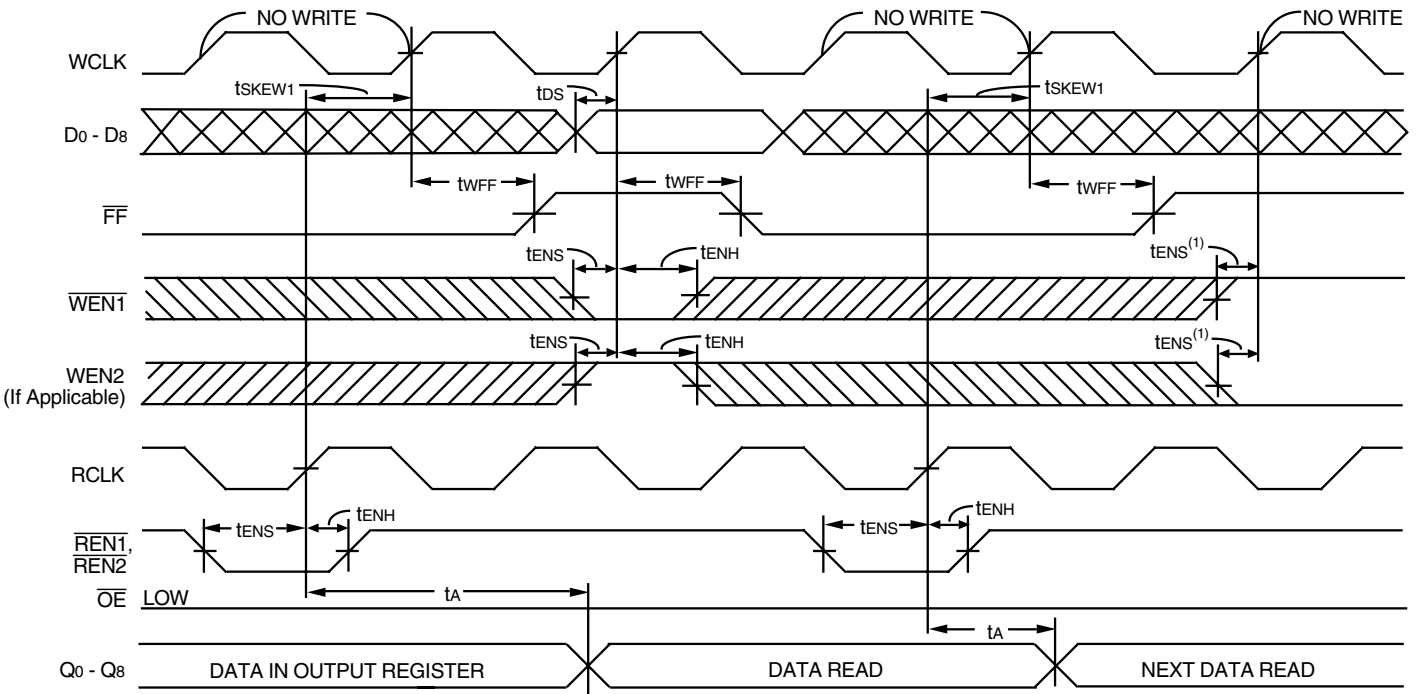 NO WRITE NO WRITE NO WRITE
WCLK
tSKEW1 tDS tSKEW1
D0 - D8
tWFF tWFF tWFF
FF
tENS tENH tENS(1)
WEN1
tENS tENH tENS(1)
WEN2
(If Applicable)
RCLK
tENS tENH tENS tENH
REN1,
REN2
OE LOW tA
tA
Q0 - Q8 DATA IN OUTPUT REGISTER DATA READ NEXT DATA READ